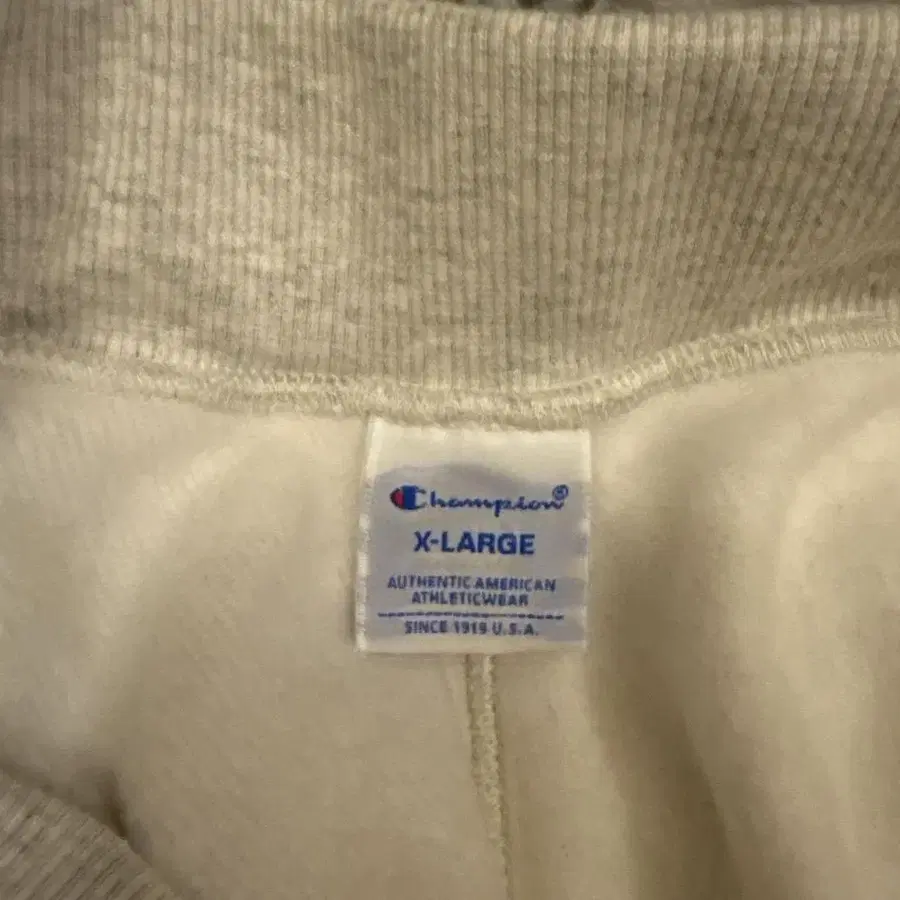 Champion®
X-LARGE
AUTHENTIC AMERICAN
ATHLETICWEAR
SINCE 1919 U.S.A.